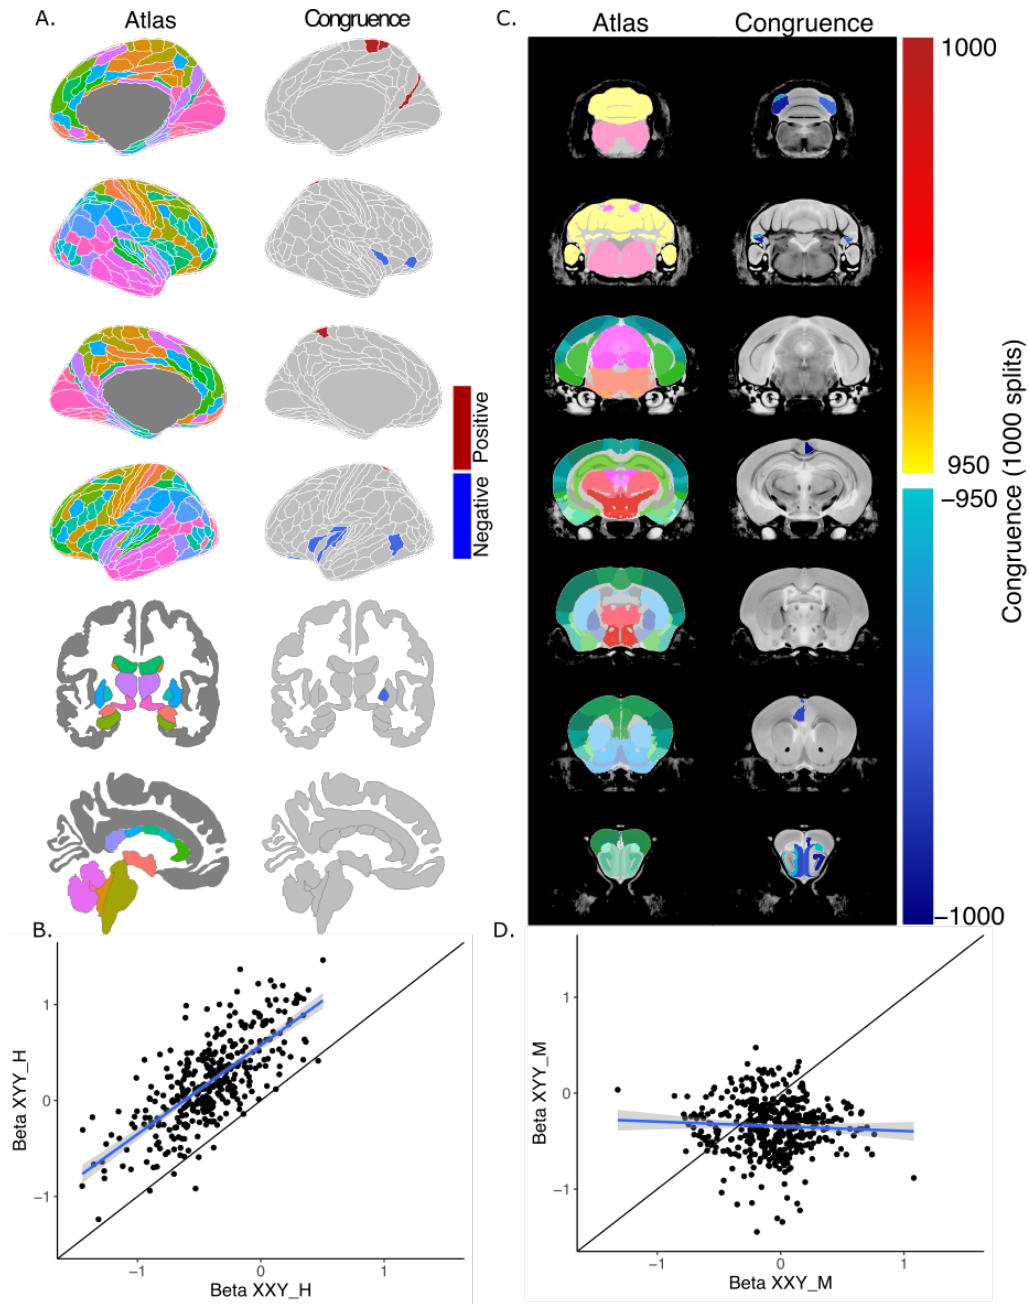 A.
Atlas
Congruence
Positive
Negative
C.
Atlas
Congruence
1000
950
−950
−1000
Congruence (1000 splits)
B.
1
0
−1
−1
0
1
Beta XYY_H
Beta XXY_H
D.
1
0
−1
−1
0
1
Beta XYY_M
Beta XXY_M